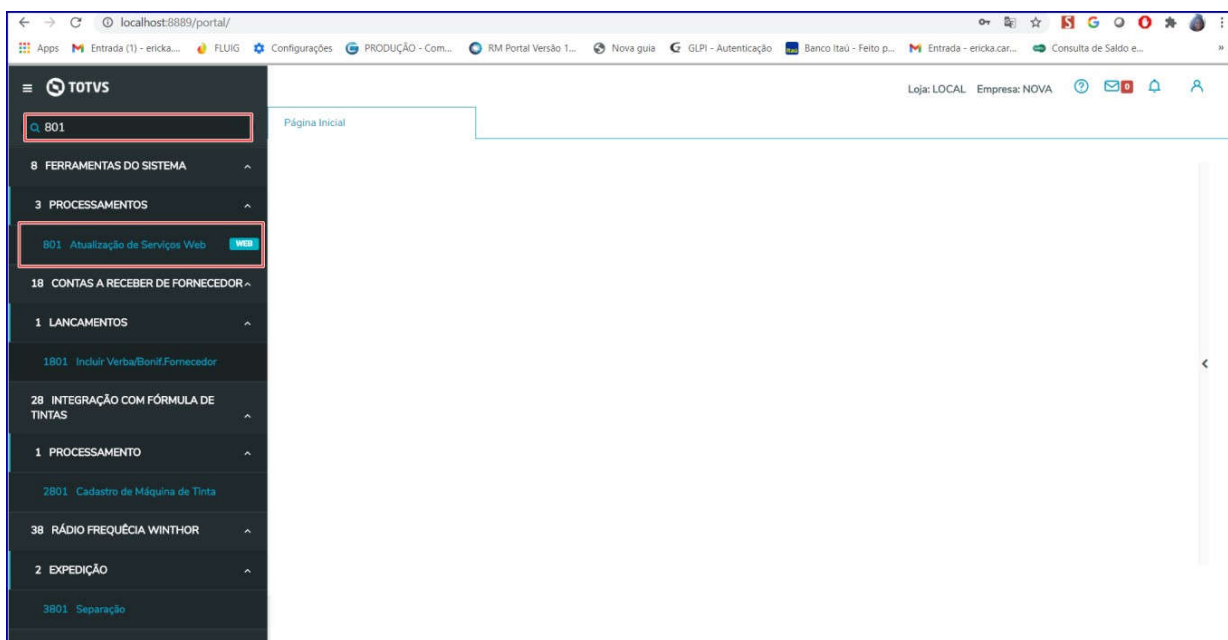 localhost:8889/portal/
Apps Entrada (1) - ericka.... FLUIG Configurações PRODUÇÃO - Com... RM Portal Versão 1... Nova guia GLPI - Autenticação Banco Itaú - Feito p... Entrada - ericka.car... Consulta de Saldo e... »
TOTVS
Loja: LOCAL Empresa: NOVA 0
801
Página Inicial
8 FERRAMENTAS DO SISTEMA
3 PROCESSAMENTOS
801 Atualização de Serviços Web WEB
18 CONTAS A RECEBER DE FORNECEDOR
1 LANCAMENTOS
1801 Incluir Verba/Bonif.Fornecedor
28 INTEGRAÇÃO COM FÓRMULA DE
TINTAS
1 PROCESSAMENTO
2801 Cadastro de Máquina de Tinta
38 RÁDIO FREQUÊCIA WINTHOR
2 EXPEDIÇÃO
3801 Separação